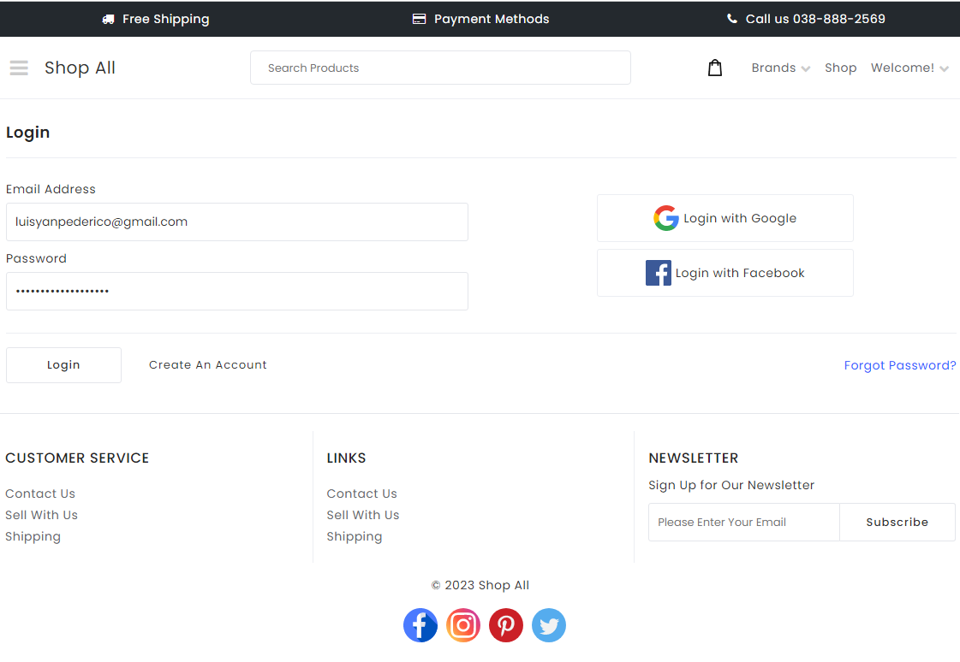 Free Shipping
Payment Methods
Call us 038-888-2569
Shop All
Search Products
Brands
Shop
Welcome!
Login
Email Address
luisyanpederico@gmail.com
Password
•••••••••••••••••••
Login with Google
Login with Facebook
Login
Create An Account
Forgot Password?
CUSTOMER SERVICE
Contact Us
Sell With Us
Shipping
LINKS
Contact Us
Sell With Us
Shipping
NEWSLETTER
Sign Up for Our Newsletter
Please Enter Your Email
Subscribe
© 2023 Shop All